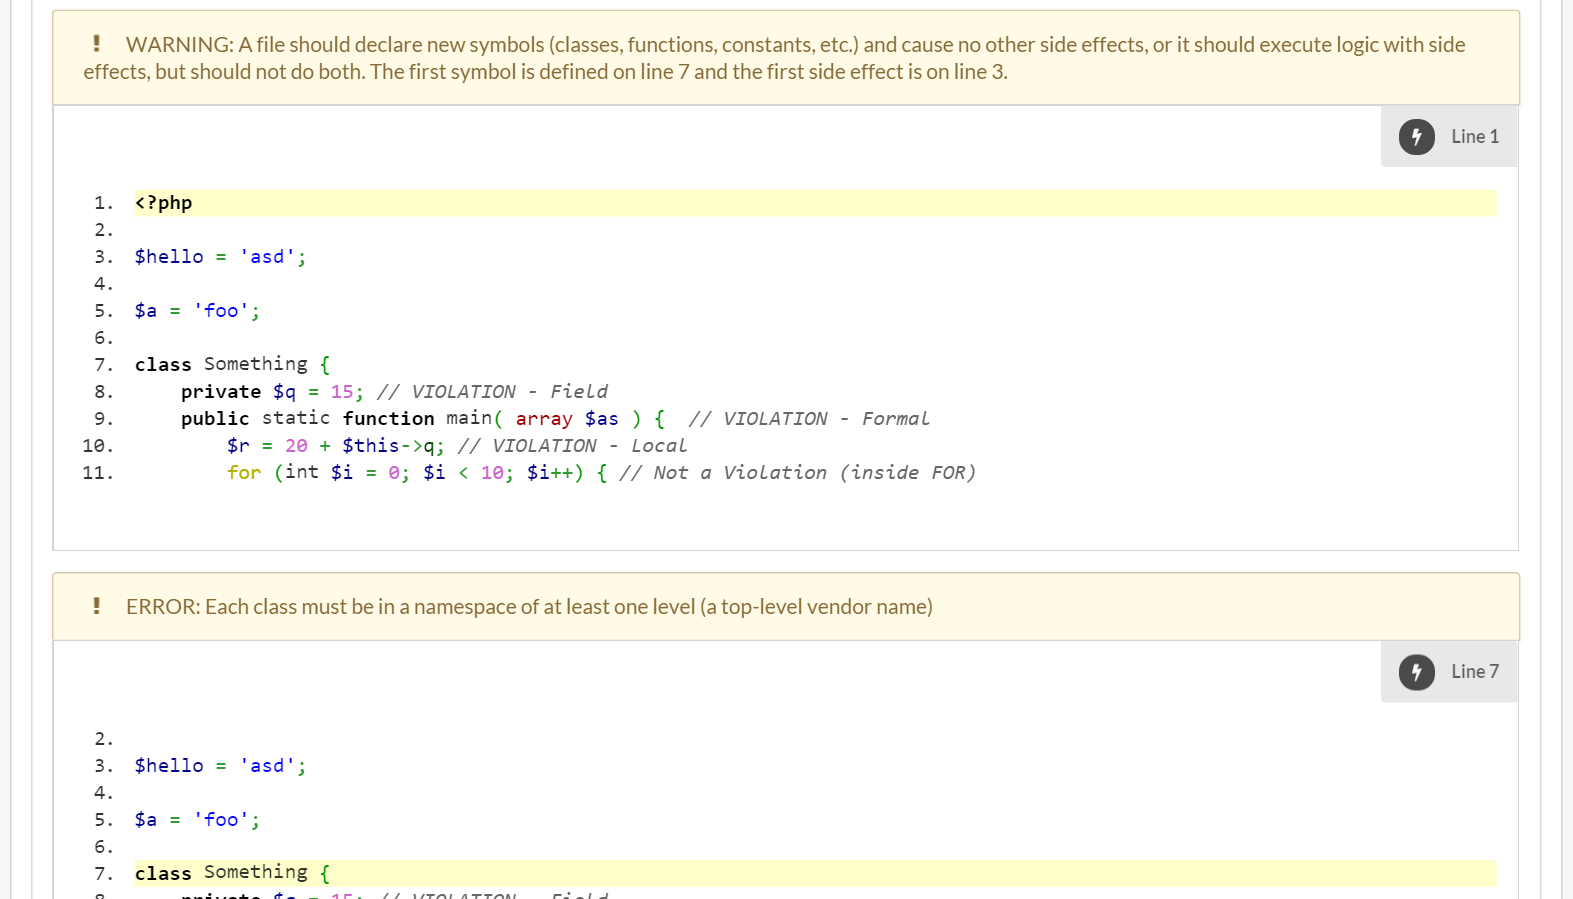 ! WARNING: A file should declare new symbols (classes, functions, constants, etc.) and cause no other side effects, or it should execute logic with side
effects, but should not do both. The first symbol is defined on line 7 and the first side effect is on line 3.
Line 1
1. <?php
2.
3. $hello = 'asd';
4.
5. $a = 'foo';
6.
7. class Something {
8.     private $q = 15; // VIOLATION - Field
9.     public static function main( array $as ) {  // VIOLATION - Formal
10.         $r = 20 + $this->q; // VIOLATION - Local
11.         for (int $i = 0; $i < 10; $i++) { // Not a Violation (inside FOR)
! ERROR: Each class must be in a namespace of at least one level (a top-level vendor name)
Line 7
2.
3. $hello = 'asd';
4.
5. $a = 'foo';
6.
7. class Something {
8.     private $q = 15; // VIOLATION - Field